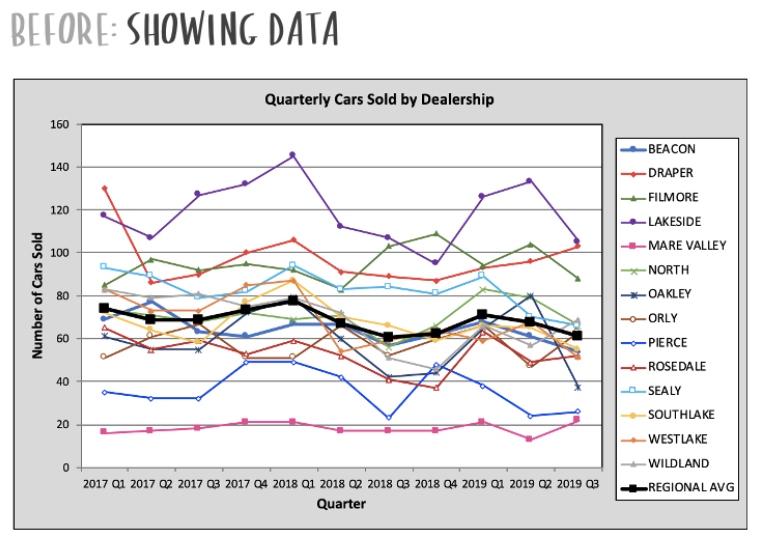 BEFORE: SHOWING DATA
Quarterly Cars Sold by Dealership
Number of Cars Sold
160
140
120
100
80
60
40
20
0
2017 Q1 2017 Q2 2017 Q3 2017 Q4 2018 Q1 2018 Q2 2018 Q3 2018 Q4 2019 Q1 2019 Q2 2019 Q3
Quarter
BEACON
DRAPER
FILMORE
LAKESIDE
MARE VALLEY
NORTH
OAKLEY
ORLY
PIERCE
ROSEDALE
SEALY
SOUTHLAKE
WESTLAKE
WILDLAND
REGIONAL AVG